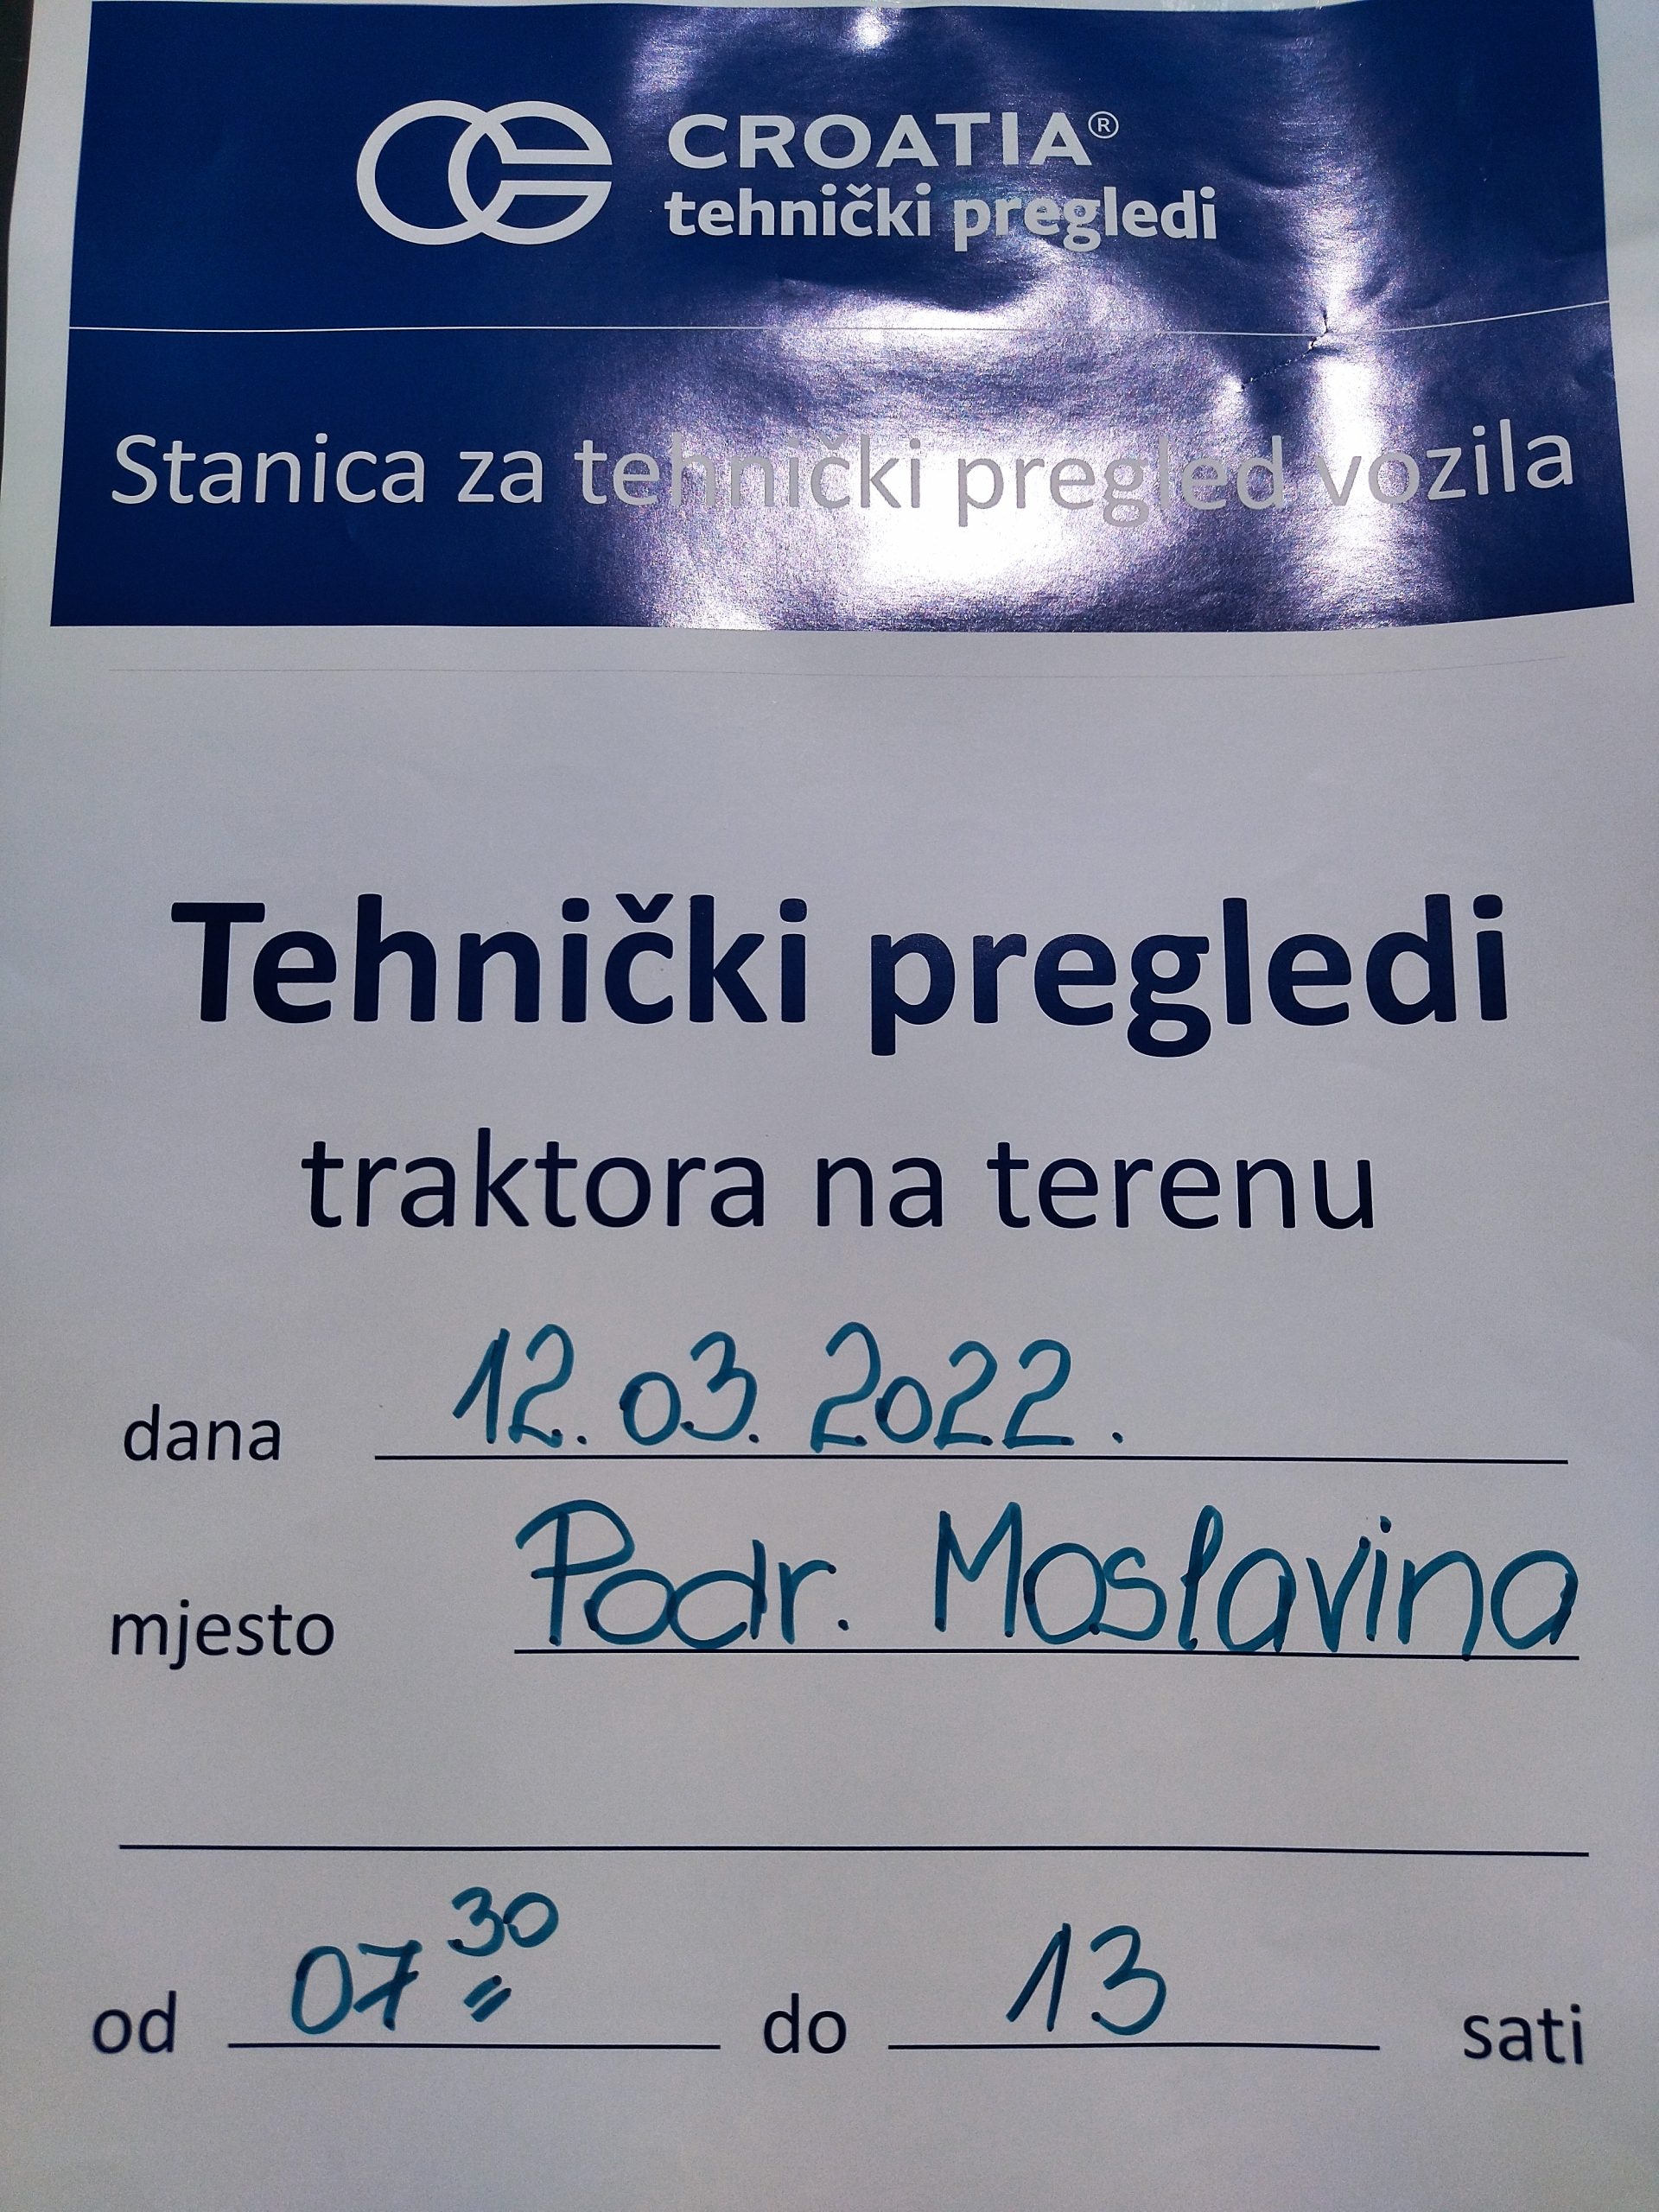 CROATIA®
tehnički pregledi
Stanica za tehnički pregled vozila
Tehnički pregledi
traktora na terenu
dana 12.03.2022.
mjesto Podr. Moslavina
od 07 30 do 13 sati